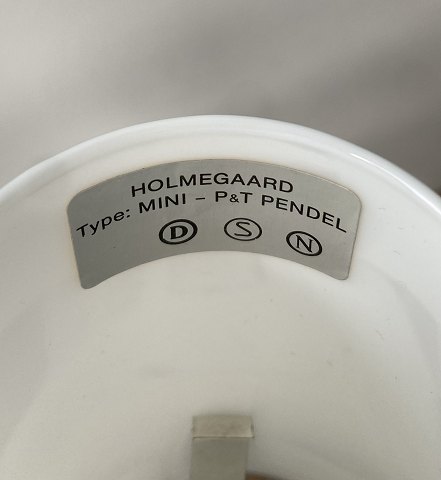 HOLMEGAARD
Type: MINI – P&T PENDEL
D S N